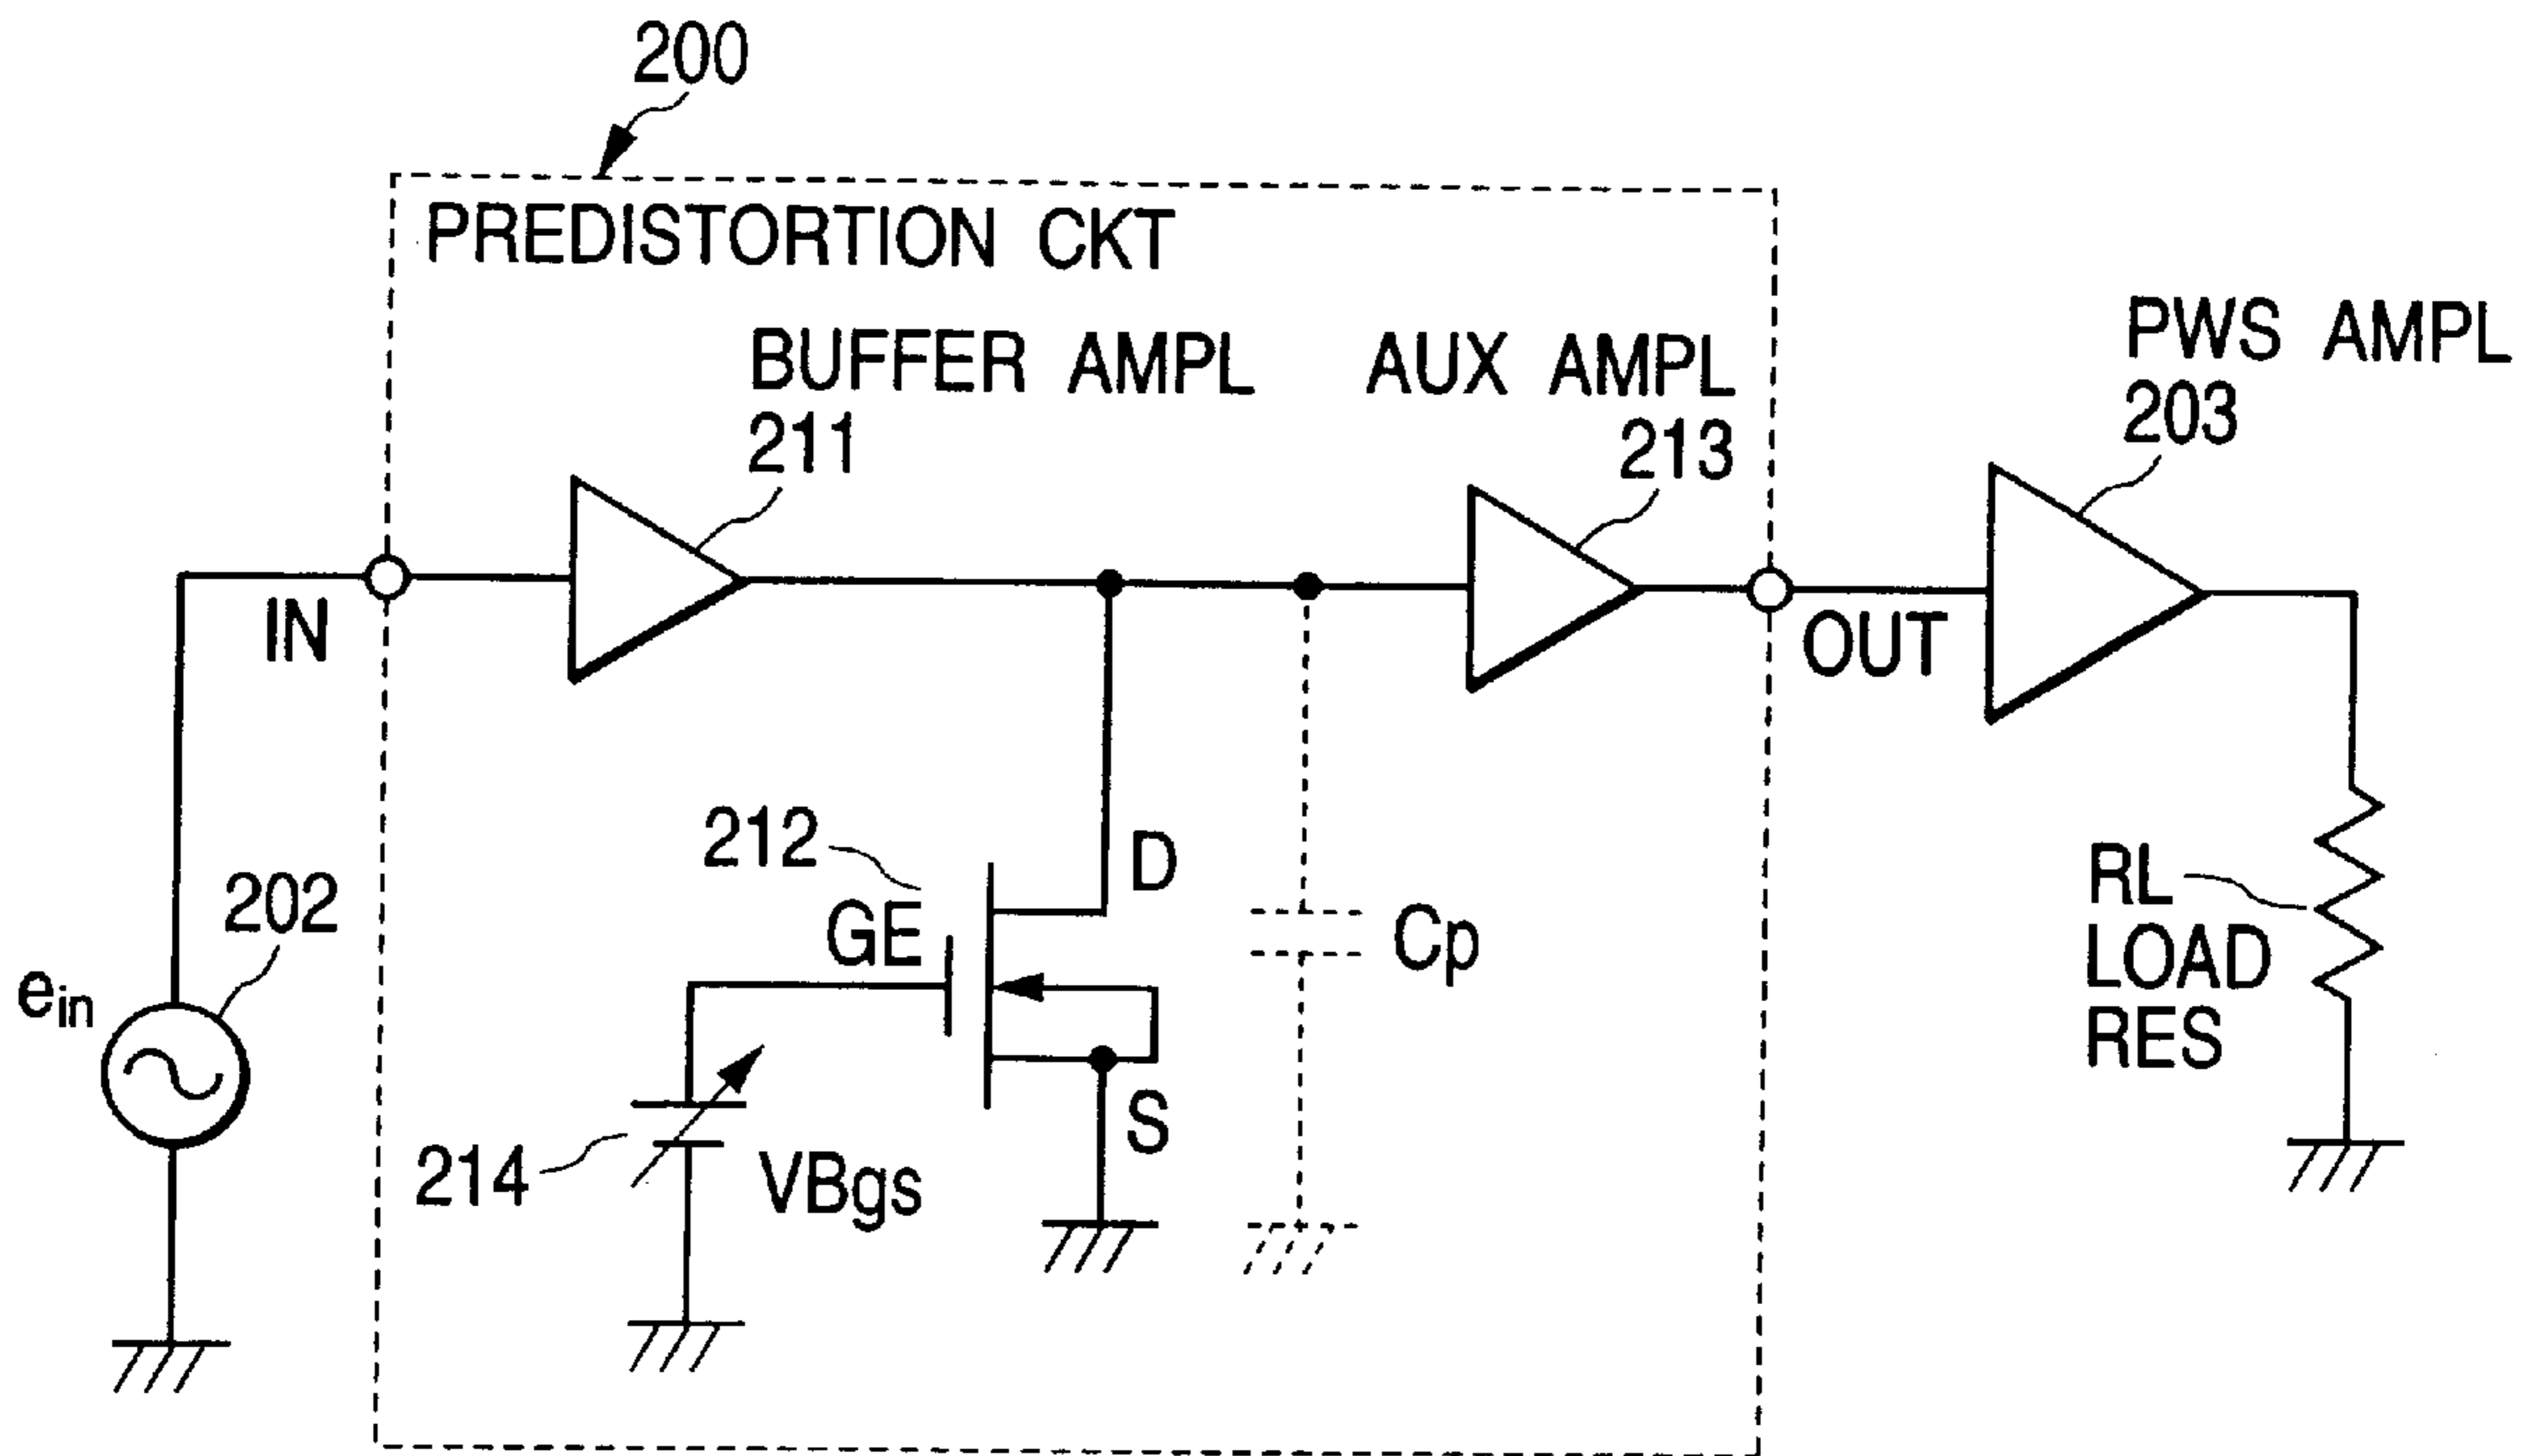 200
PREDISTORTION CKT
BUFFER AMPL
211
AUX AMPL
213
PWS AMPL
203
IN
OUT
212
D
GE
Cp
202
ein
S
214
VBgs
RL
LOAD
RES